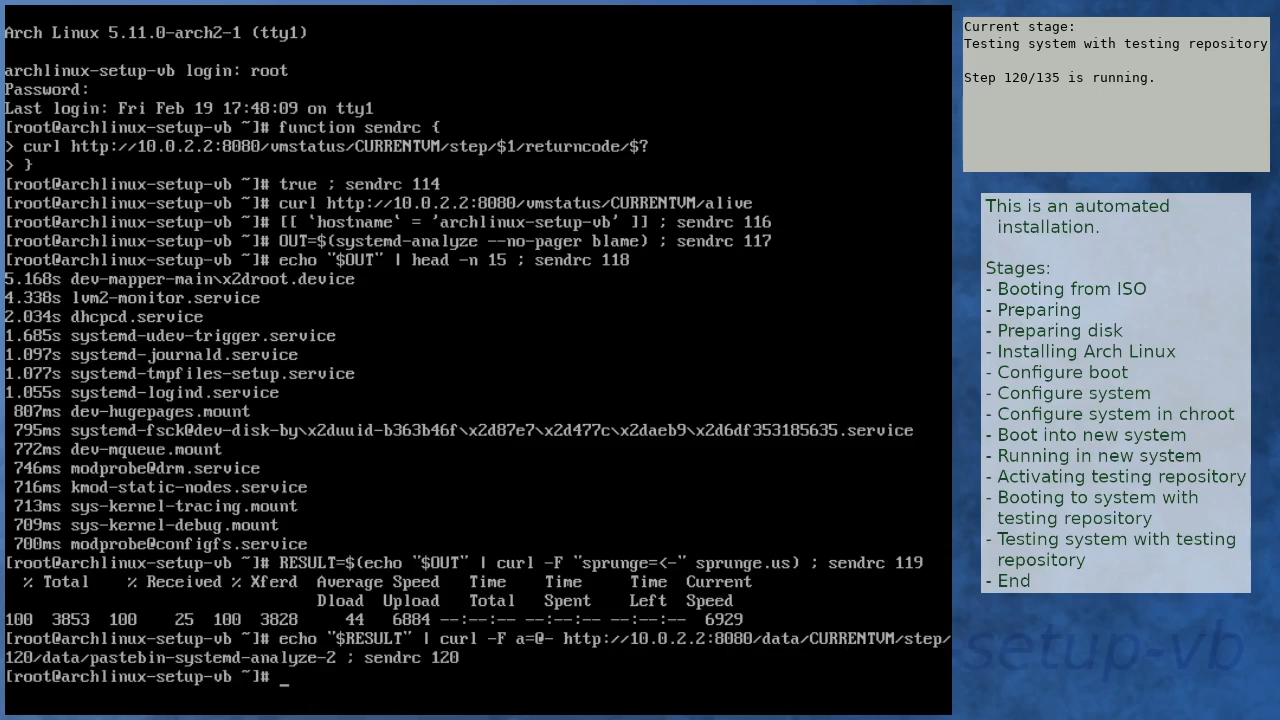 Arch Linux 5.11.0-arch2-1 (tty1)
archlinux-setup-vb login: root
Password:
Last login: Fri Feb 19 17:48:09 on tty1
[root@archlinux-setup-vb ~]# function sendrc {
> curl http://10.0.2.2:8080/vmstatus/CURRENTVM/step/$1/returncode/$?
> }
[root@archlinux-setup-vb ~]# true ; sendrc 114
[root@archlinux-setup-vb ~]# curl http://10.0.2.2:8080/vmstatus/CURRENTVM/alive
[root@archlinux-setup-vb ~]# [[ `hostname` = 'archlinux-setup-vb' ]] ; sendrc 116
[root@archlinux-setup-vb ~]# OUT=$(systemd-analyze --no-pager blame) ; sendrc 117
[root@archlinux-setup-vb ~]# echo "$OUT" | head -n 15 ; sendrc 118
5.168s dev-mapper-main\x2droot.device
4.338s lvm2-monitor.service
2.034s dhcpcd.service
1.685s systemd-udev-trigger.service
1.097s systemd-journald.service
1.077s systemd-tmpfiles-setup.service
1.055s systemd-logind.service
807ms dev-hugepages.mount
795ms systemd-fsck@dev-disk-by\x2duuid-b363b46f\x2d87e7\x2d477c\x2daeb9\x2d6df353185635.service
772ms dev-mqueue.mount
746ms modprobe@drm.service
716ms kmod-static-nodes.service
713ms sys-kernel-tracing.mount
709ms sys-kernel-debug.mount
700ms modprobe@configfs.service
[root@archlinux-setup-vb ~]# RESULT=$(echo "$OUT" | curl -F "sprunge=<-" sprunge.us) ; sendrc 119
% Total % Received % Xferd Average Speed Time Time Time Current
Dload Upload Total Spent Left Speed
100 3853 100 25 100 3828 44 6884 --:--:-- --:--:-- --:--:-- 6929
[root@archlinux-setup-vb ~]# echo "$RESULT" | curl -F a=@- http://10.0.2.2:8080/data/CURRENTVM/step/
120/data/pastebin-systemd-analyze-2 ; sendrc 120
[root@archlinux-setup-vb ~]# _
Current stage:
Testing system with testing repository
Step 120/135 is running.
This is an automated
installation.
Stages:
- Booting from ISO
- Preparing
- Preparing disk
- Installing Arch Linux
- Configure boot
- Configure system
- Configure system in chroot
- Boot into new system
- Running in new system
- Activating testing repository
- Booting to system with
testing repository
- Testing system with testing
repository
- End
setup-vb